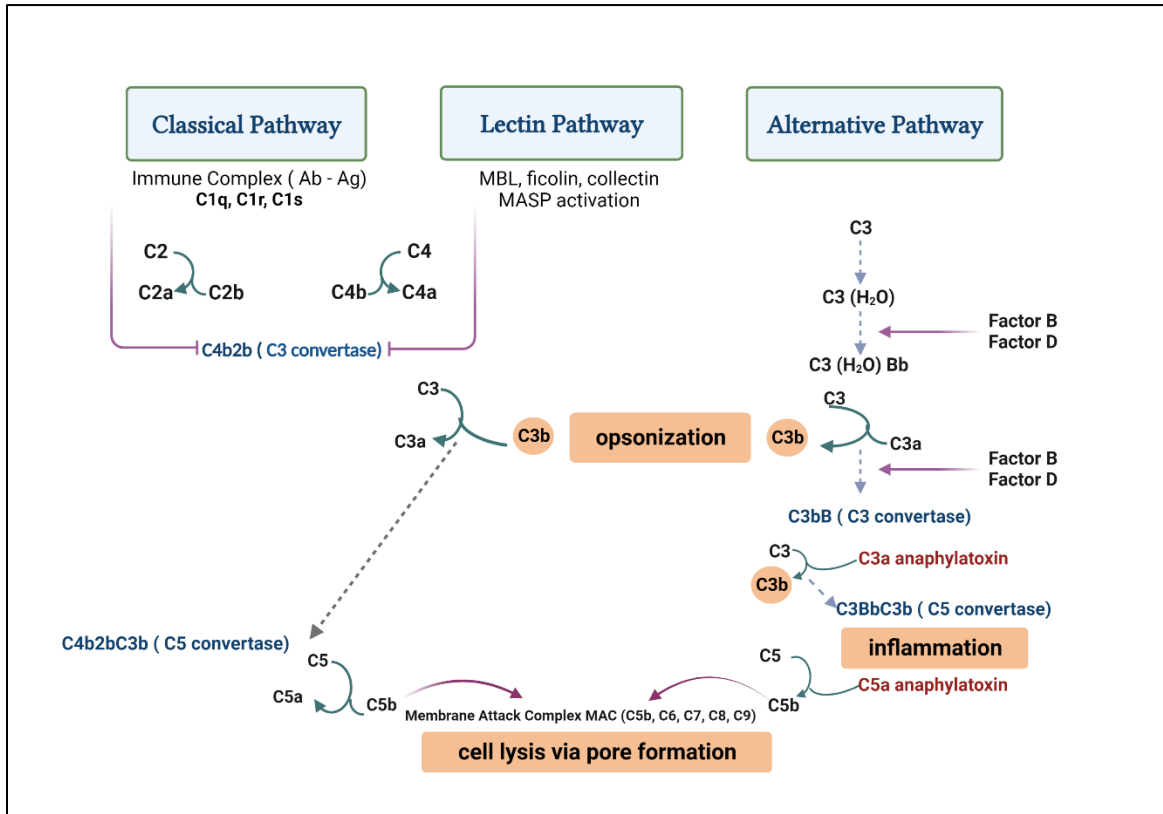 Classical Pathway
Lectin Pathway
Alternative Pathway
Immune Complex ( Ab - Ag)
C1q, C1r, C1s
MBL, ficolin, collectin
MASP activation
C2
C2a
C2b
C4
C4b
C4a
C4b2b ( C3 convertase)
C3
C3 (H₂O)
Factor B
Factor D
C3 (H₂O) Bb
C3
C3a
C3b
opsonization
C3b
C3
C3a
Factor B
Factor D
C3bB ( C3 convertase)
C3
C3a anaphylatoxin
C3b
C3BbC3b ( C5 convertase)
inflammation
C4b2bC3b ( C5 convertase)
C5
C5a
C5b
C5
C5a anaphylatoxin
C5b
Membrane Attack Complex MAC (C5b, C6, C7, C8, C9)
cell lysis via pore formation